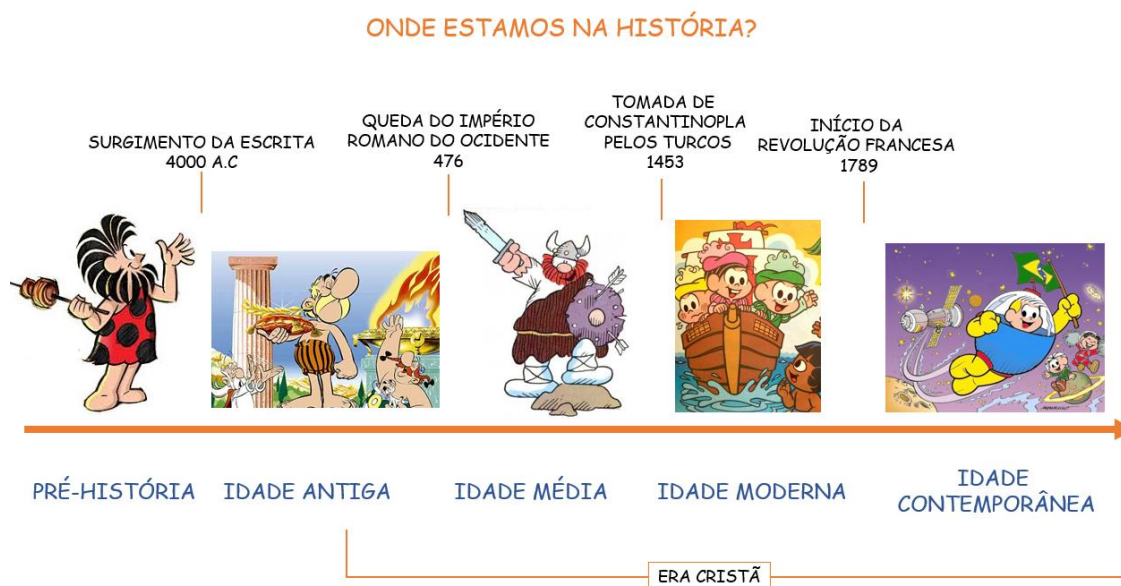 ONDE ESTAMOS NA HISTÓRIA?
SURGIMENTO DA ESCRITA
4000 A.C
QUEDA DO IMPÉRIO
ROMANO DO OCIDENTE
476
TOMADA DE
CONSTANTINOPLA
PELOS TURCOS
1453
INÍCIO DA
REVOLUÇÃO FRANCESA
1789
PRÉ-HISTÓRIA
IDADE ANTIGA
IDADE MÉDIA
IDADE MODERNA
IDADE
CONTEMPORÂNEA
ERA CRISTÃ